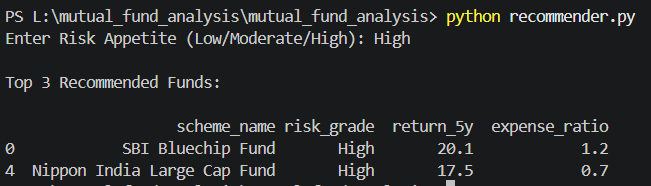 PS L:\mutual_fund_analysis\mutual_fund_analysis> python recommender.py
Enter Risk Appetite (Low/Moderate/High): High
Top 3 Recommended Funds:
scheme_name risk_grade return_5y expense_ratio
0 SBI Bluechip Fund High 20.1 1.2
4 Nippon India Large Cap Fund High 17.5 0.7